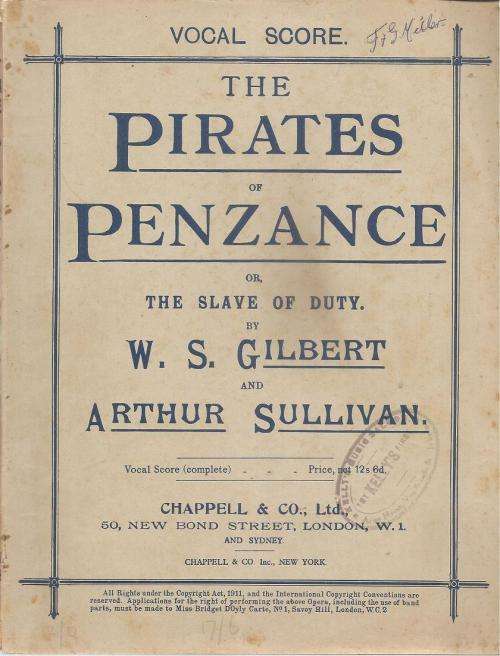 VOCAL SCORE.
THE
PIRATES
OF
PENZANCE
OR,
THE SLAVE OF DUTY.
BY
W. S. GILBERT
AND
ARTHUR SULLIVAN.
Vocal Score (complete) - - - Price, net 12s 6d.
CHAPPELL & CO., Ltd.,
50, NEW BOND STREET, LONDON, W. 1.
AND SYDNEY.
CHAPPELL & CO Inc., NEW YORK.
All Rights under the Copyright Act, 1911, and the International Copyright Conventions are
reserved. Applications for the right of performing the above Opera, including the use of band
parts, must be made to Miss Bridget D'Oyly Carte, Nº 1, Savoy Hill, London, W.C. 2
17/6